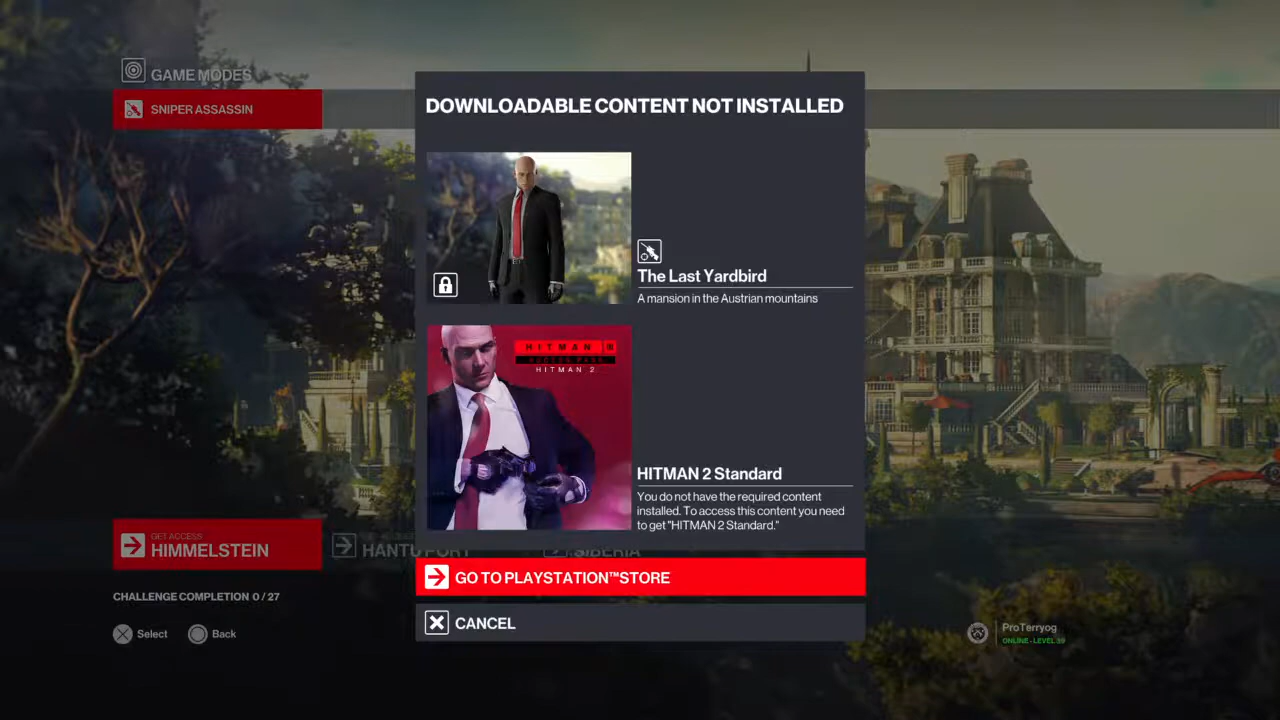 GAME MODES
SNIPER ASSASSIN
DOWNLOADABLE CONTENT NOT INSTALLED
The Last Yardbird
A mansion in the Austrian mountains
HITMAN III
HITMAN 2
HITMAN 2 Standard
You do not have the required content
installed. To access this content you need
to get "HITMAN 2 Standard."
GET ACCESS
HIMMELSTEIN
HANTU PORT
SIBERIA
GO TO PLAYSTATION™STORE
CANCEL
CHALLENGE COMPLETION 0 / 27
Select
Back
ProTerryog
ONLINE - LEVEL 39